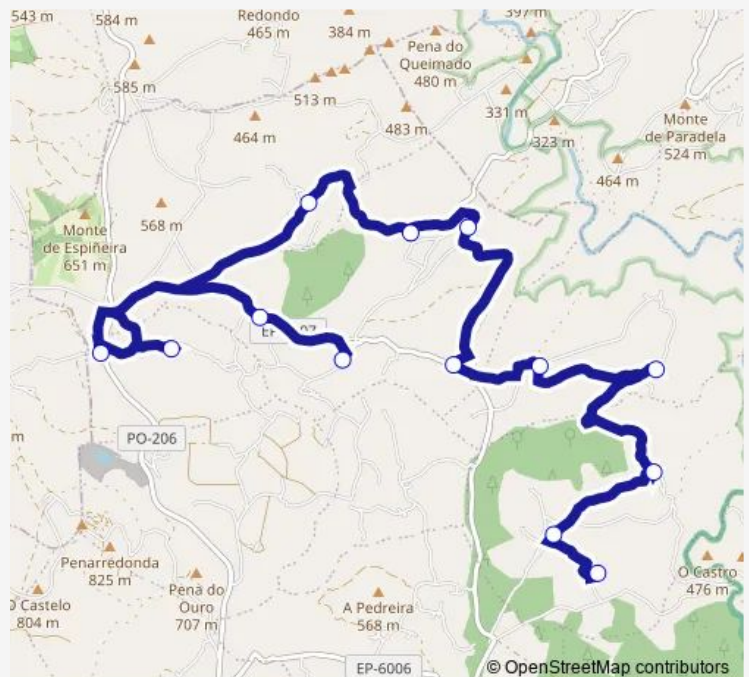 543 m
584 m
Redondo
465 m
384 m
397 m
Pena do
Queimado
480 m
585 m
513 m
464 m
483 m
331 m
323 m
Monte
de Paradela
524 m
464 m
568 m
Monte
de Espiñeira
651 m
PO-206
m
Penarredonda
825 m
O Castelo
804 m
Pena do
Ouro
707 m
A Pedreira
568 m
O Castro
476 m
EP-6006
© OpenStreetMap contributors